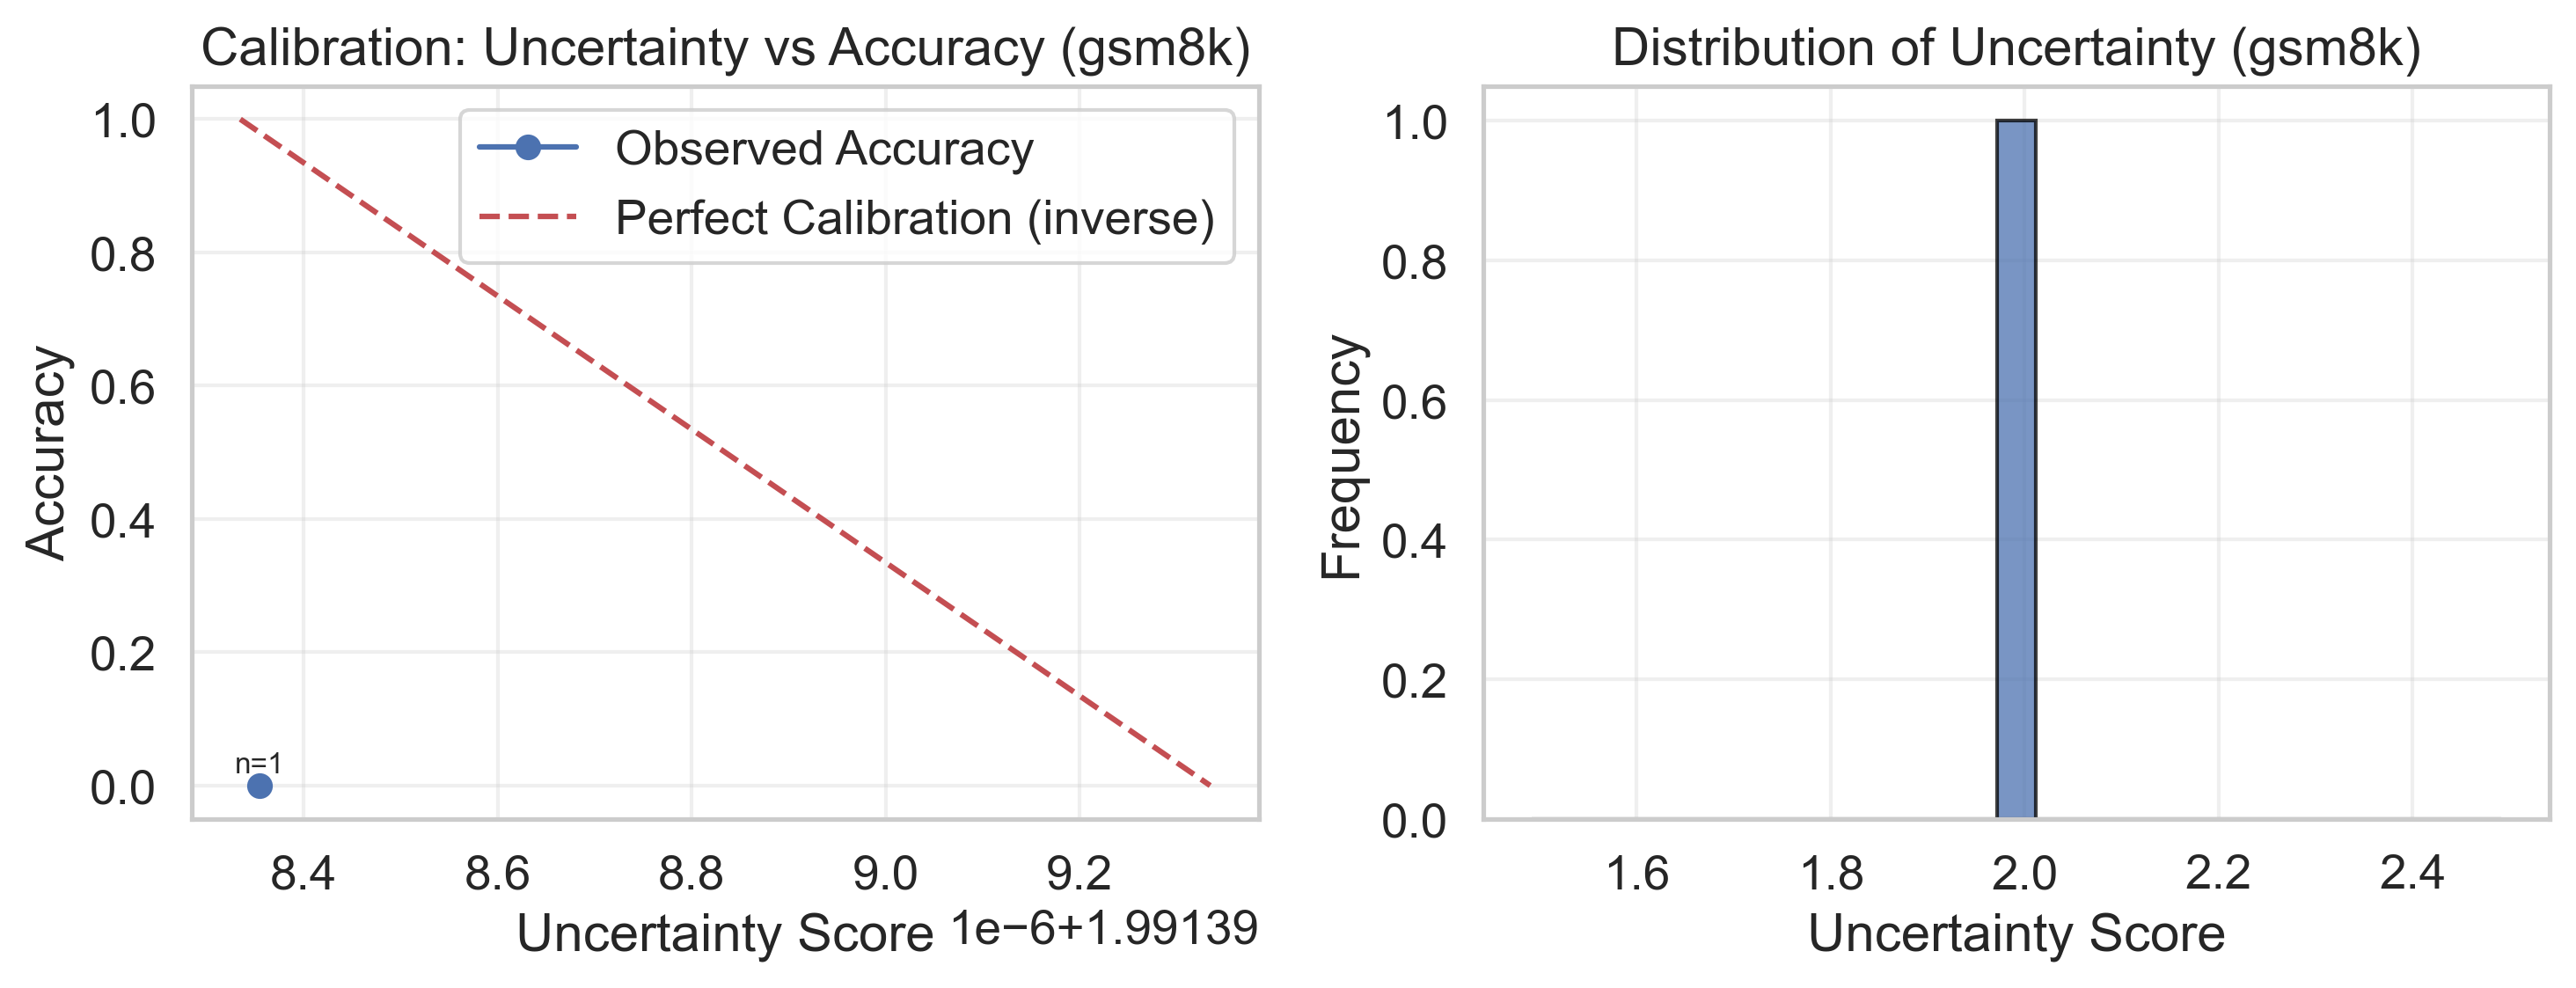 Calibration: Uncertainty vs Accuracy (gsm8k)
Observed Accuracy
Perfect Calibration (inverse)
Accuracy
1.0
0.8
0.6
0.4
0.2
0.0
n=1
8.4 8.6 8.8 9.0 9.2
Uncertainty Score 1e−6+1.99139
Distribution of Uncertainty (gsm8k)
Frequency
1.0
0.8
0.6
0.4
0.2
0.0
1.6 1.8 2.0 2.2 2.4
Uncertainty Score